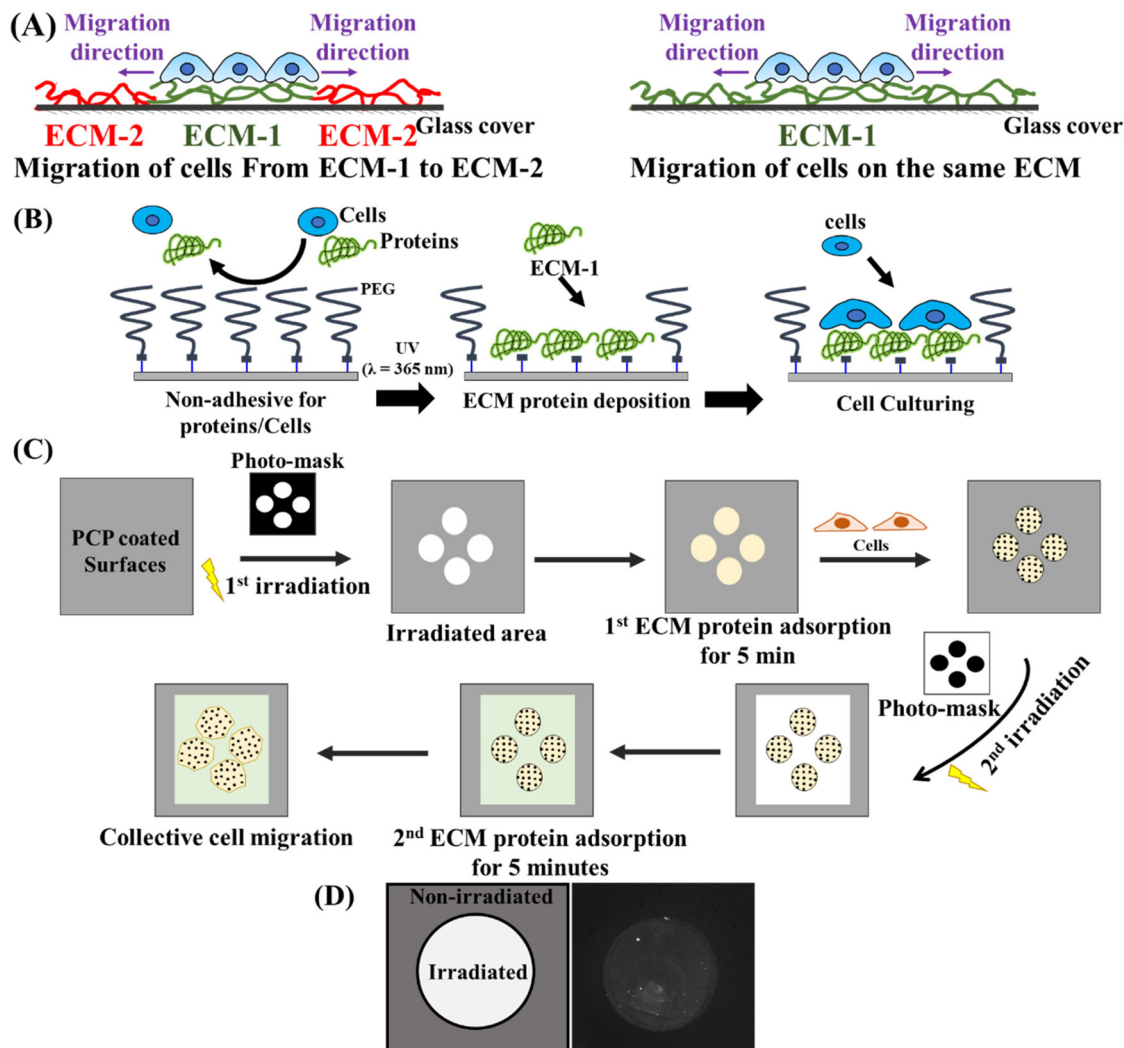 (A)
Migration
direction
Migration
direction
ECM-2
ECM-1
ECM-2
Glass cover
Migration of cells From ECM-1 to ECM-2
Migration
direction
Migration
direction
ECM-1
Glass cover
Migration of cells on the same ECM
(B)
Cells
Proteins
PEG
Non-adhesive for
proteins/Cells
UV
(λ = 365 nm)
ECM-1
ECM protein deposition
cells
Cell Culturing
(C)
PCP coated
Surfaces
Photo-mask
1st irradiation
Irradiated area
1st ECM protein adsorption
for 5 min
Cells
Photo-mask
2nd irradiation
2nd ECM protein adsorption
for 5 minutes
Collective cell migration
(D)
Non-irradiated
Irradiated